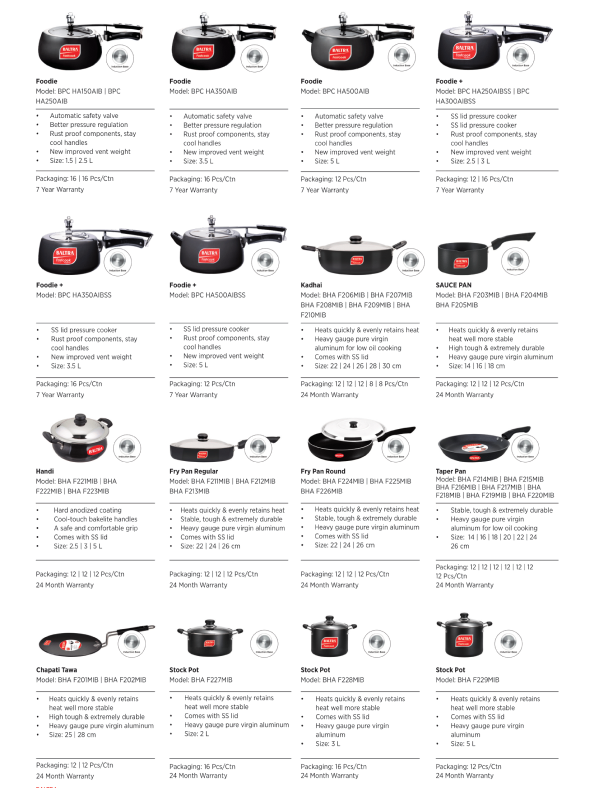 Foodie
Model: BPC HA150AIB | BPC
HA250AIB
• Automatic safety valve
• Better pressure regulation
• Rust proof components, stay
cool handles
• New improved vent weight
• Size: 1.5 | 2.5 L
Packaging: 16 | 16 Pcs/Ctn
7 Year Warranty
Foodie
Model: BPC HA350AIB
• Automatic safety valve
• Better pressure regulation
• Rust proof components, stay
cool handles
• New improved vent weight
• Size: 3.5 L
Packaging: 16 Pcs/Ctn
7 Year Warranty
Foodie
Model: BPC HA500AIB
• Automatic safety valve
• Better pressure regulation
• Rust proof components, stay
cool handles
• New improved vent weight
• Size: 5 L
Packaging: 12 Pcs/Ctn
7 Year Warranty
Foodie +
Model: BPC HA250AIBSS | BPC
HA300AIBSS
• SS lid pressure cooker
• SS lid pressure cooker
• Rust proof components, stay
cool handles
• New improved vent weight
• Size: 2.5 | 3 L
Packaging: 12 | 16 Pcs/Ctn
7 Year Warranty
Foodie +
Model: BPC HA350AIBSS
• SS lid pressure cooker
• Rust proof components, stay
cool handles
• New improved vent weight
• Size: 3.5 L
Packaging: 16 Pcs/Ctn
7 Year Warranty
Foodie +
Model: BPC HA500AIBSS
• SS lid pressure cooker
• Rust proof components, stay
cool handles
• New improved vent weight
• Size: 5 L
Packaging: 12 Pcs/Ctn
7 Year Warranty
Kadhai
Model: BHA F206MIB | BHA F207MIB
BHA F208MIB | BHA F209MIB | BHA
F210MIB
• Heats quickly & evenly retains heat
• Heavy gauge pure virgin
aluminum for low oil cooking
• Comes with SS lid
• Size: 22 | 24 | 26 | 28 | 30 cm
Packaging: 12 | 12 | 12 | 8 | 8 Pcs/Ctn
24 Month Warranty
SAUCE PAN
Model: BHA F203MIB | BHA F204MIB
BHA F205MIB
• Heats quickly & evenly retains
heat well more stable
• High tough & extremely durable
• Heavy gauge pure virgin aluminum
• Size: 14 | 16 | 18 cm
Packaging: 12 | 12 | 12 Pcs/Ctn
24 Month Warranty
Handi
Model: BHA F221MIB | BHA
F222MIB | BHA F223MIB
• Hard anodized coating
• Cool-touch bakelite handles
• A safe and comfortable grip
• Comes with SS lid
• Size: 2.5 | 3 | 5 L
Packaging: 12 | 12 | 12 Pcs/Ctn
24 Month Warranty
Fry Pan Regular
Model: BHA F211MIB | BHA F212MIB
BHA F213MIB
• Heats quickly & evenly retains heat
• Stable, tough & extremely durable
• Heavy gauge pure virgin aluminum
• Comes with SS lid
• Size: 22 | 24 | 26 cm
Packaging: 12 | 12 | 12 Pcs/Ctn
24 Month Warranty
Fry Pan Round
Model: BHA F224MIB | BHA F225MIB
BHA F226MIB
• Heats quickly & evenly retains heat
• Stable, tough & extremely durable
• Heavy gauge pure virgin aluminum
• Comes with SS lid
• Size: 22 | 24 | 26 cm
Packaging: 12 | 12 | 12 Pcs/Ctn
24 Month Warranty
Taper Pan
Model: BHA F214MIB | BHA F215MIB
BHA F216MIB | BHA F217MIB | BHA
F218MIB | BHA F219MIB | BHA F220MIB
• Stable, tough & extremely durable
• Heavy gauge pure virgin
aluminum for low oil cooking
• Size: 14 | 16 | 18 | 20 | 22 | 24
26 cm
Packaging: 12 | 12 | 12 | 12 | 12 | 12
12 Pcs/Ctn
24 Month Warranty
Chapati Tawa
Model: BHA F201MIB | BHA F202MIB
• Heats quickly & evenly retains
heat well more stable
• High tough & extremely durable
• Heavy gauge pure virgin aluminum
• Size: 25 | 28 cm
Packaging: 12 | 12 Pcs/Ctn
24 Month Warranty
Stock Pot
Model: BHA F227MIB
• Heats quickly & evenly retains
heat well more stable
• Comes with SS lid
• Heavy gauge pure virgin aluminum
• Size: 2 L
Packaging: 16 Pcs/Ctn
24 Month Warranty
Stock Pot
Model: BHA F228MIB
• Heats quickly & evenly retains
heat well more stable
• Comes with SS lid
• Heavy gauge pure virgin
aluminum
• Size: 3 L
Packaging: 16 Pcs/Ctn
24 Month Warranty
Stock Pot
Model: BHA F229MIB
• Heats quickly & evenly retains
heat well more stable
• Comes with SS lid
• Heavy gauge pure virgin
aluminum
• Size: 5 L
Packaging: 12 Pcs/Ctn
24 Month Warranty